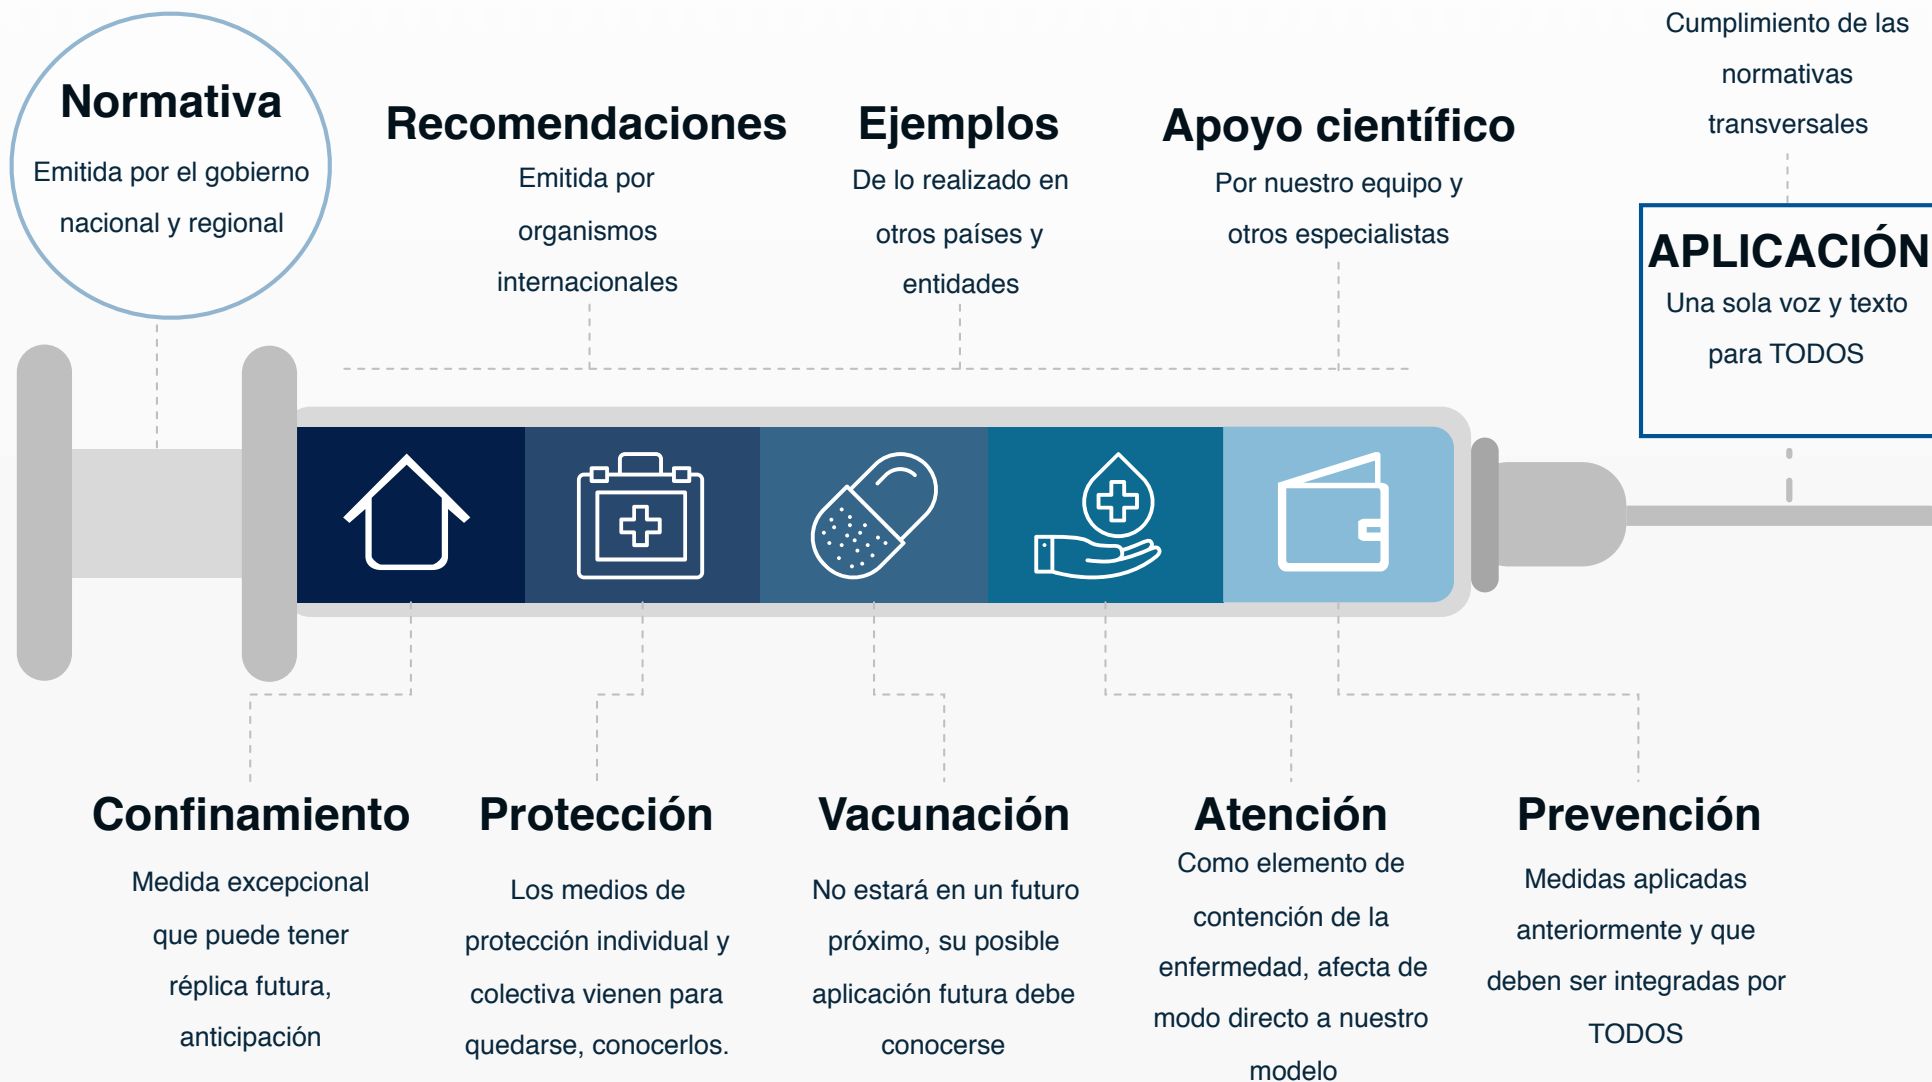 Normativa
Emitida por el gobierno
nacional y regional
Recomendaciones
Emitida por
organismos
internacionales
Ejemplos
De lo realizado en
otros países y
entidades
Apoyo científico
Por nuestro equipo y
otros especialistas
Cumplimiento de las
normativas
transversales
APLICACIÓN
Una sola voz y texto
para TODOS
Confinamiento
Medida excepcional
que puede tener
réplica futura,
anticipación
Protección
Los medios de
protección individual y
colectiva vienen para
quedarse, conocerlos.
Vacunación
No estará en un futuro
próximo, su posible
aplicación futura debe
conocerse
Atención
Como elemento de
contención de la
enfermedad, afecta de
modo directo a nuestro
modelo
Prevención
Medidas aplicadas
anteriormente y que
deben ser integradas por
TODOS